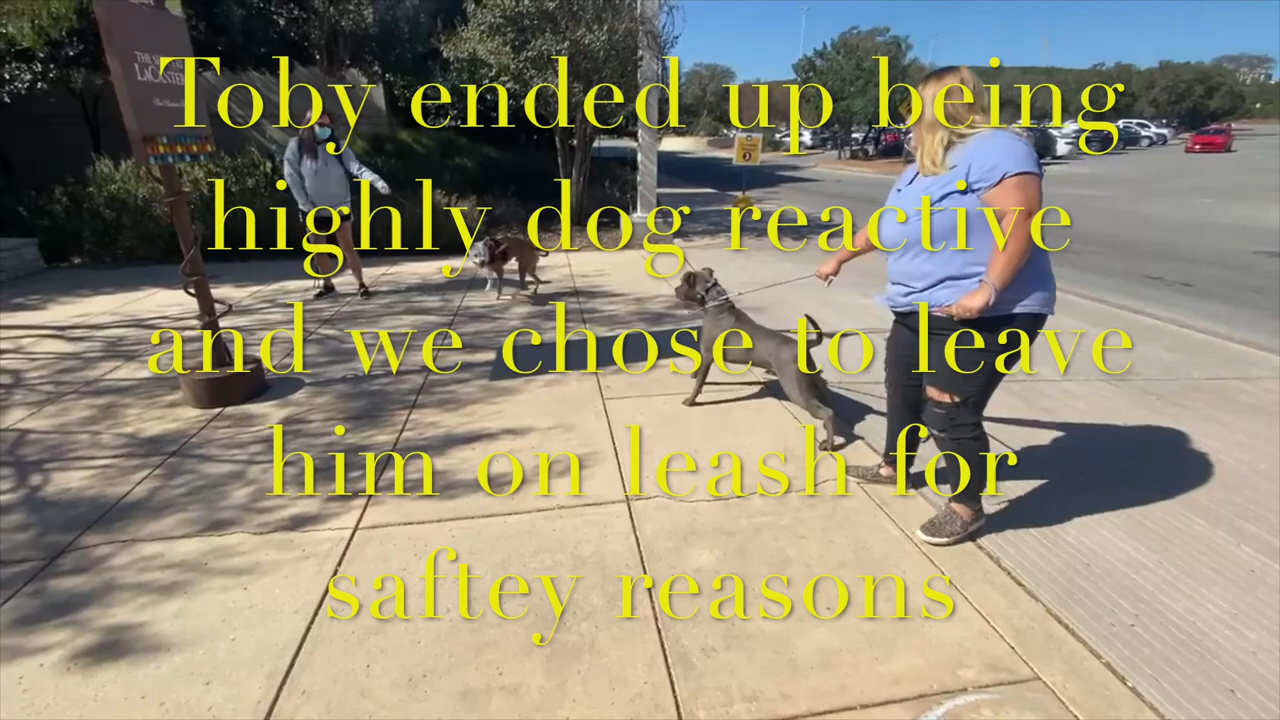 Toby ended up being
highly dog reactive
and we chose to leave
him on leash for
saftey reasons